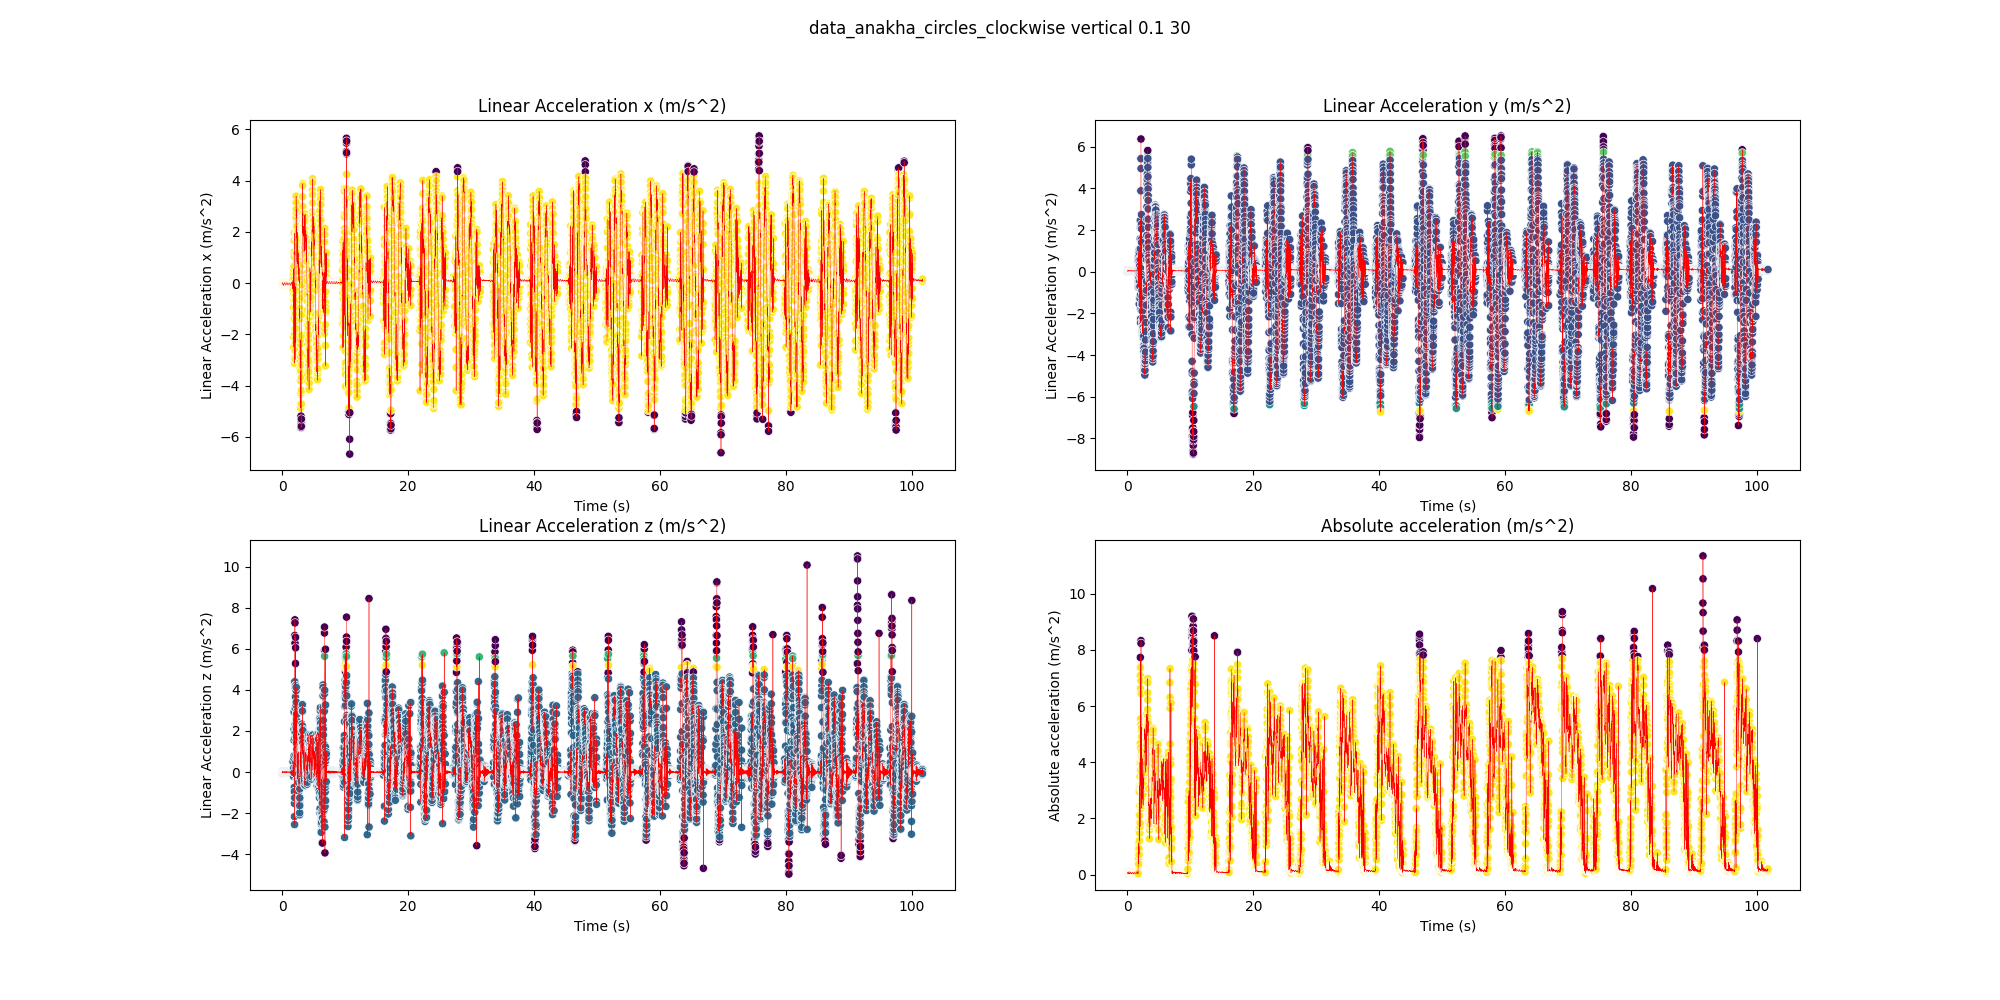 data_anakha_circles_clockwise vertical 0.1 30
Linear Acceleration x (m/s^2)
Linear Acceleration x (m/s^2)
6
4
2
0
−2
−4
−6
0 20 40 60 80 100
Time (s)
Linear Acceleration y (m/s^2)
Linear Acceleration y (m/s^2)
6
4
2
0
−2
−4
−6
−8
0 20 40 60 80 100
Time (s)
Linear Acceleration z (m/s^2)
Linear Acceleration z (m/s^2)
10
8
6
4
2
0
−2
−4
0 20 40 60 80 100
Time (s)
Absolute acceleration (m/s^2)
Absolute acceleration (m/s^2)
10
8
6
4
2
0
0 20 40 60 80 100
Time (s)